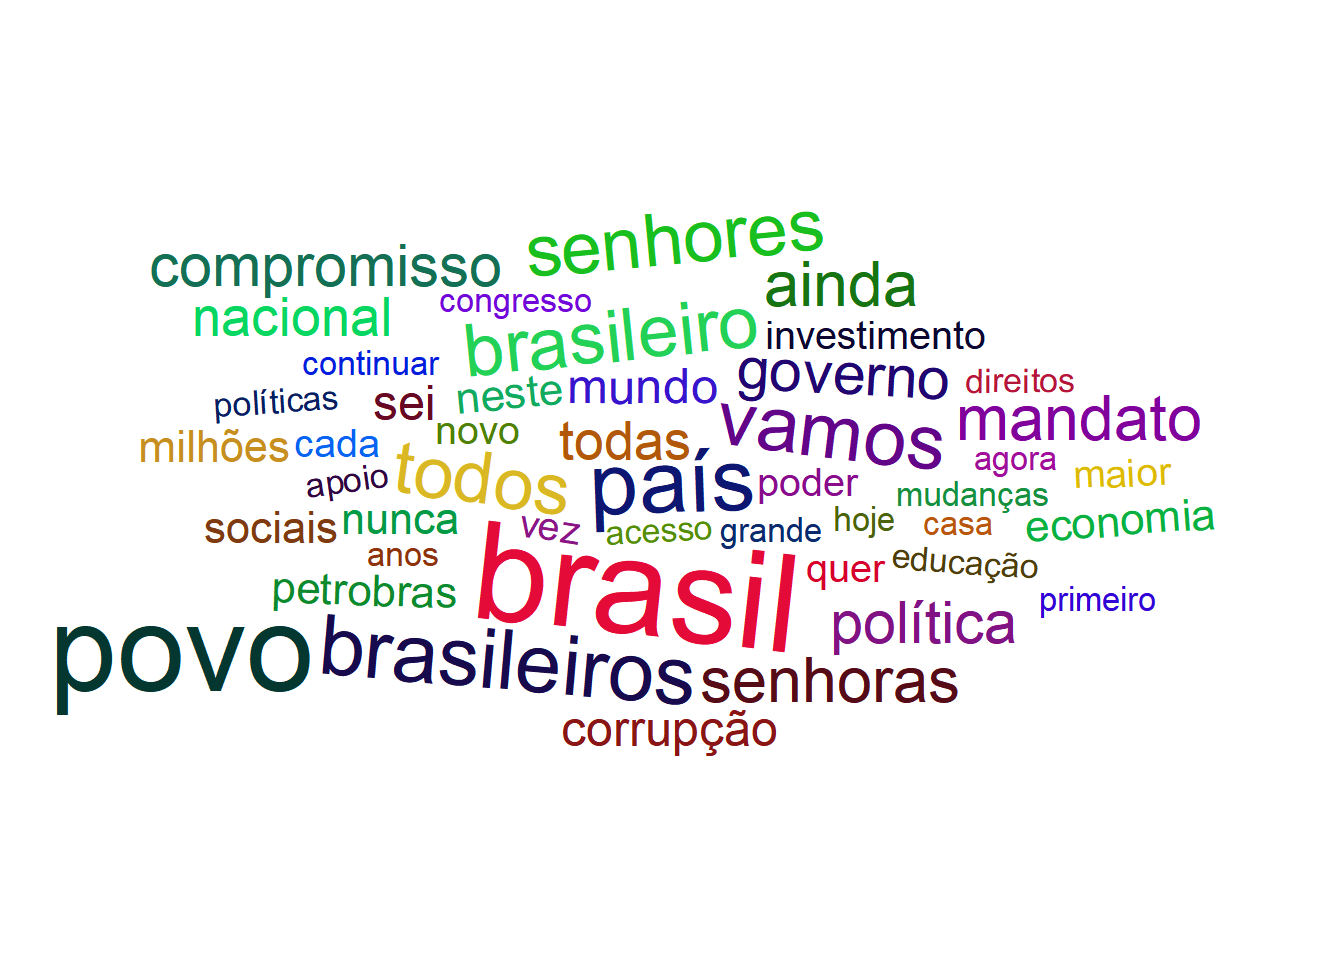 senhores
compromisso
ainda
congresso
nacional
brasileiro
investimento
continuar
governo
direitos
políticas
sei
neste
mundo
vamos
mandato
milhões
cada
novo
todas
agora
apoio
todos
país
poder
maior
mudanças
sociais
nunca
vez
acesso
grande
hoje
casa
economia
anos
brasil
quer
educação
petrobras
primeiro
povo
brasileiros
política
senhoras
corrupção